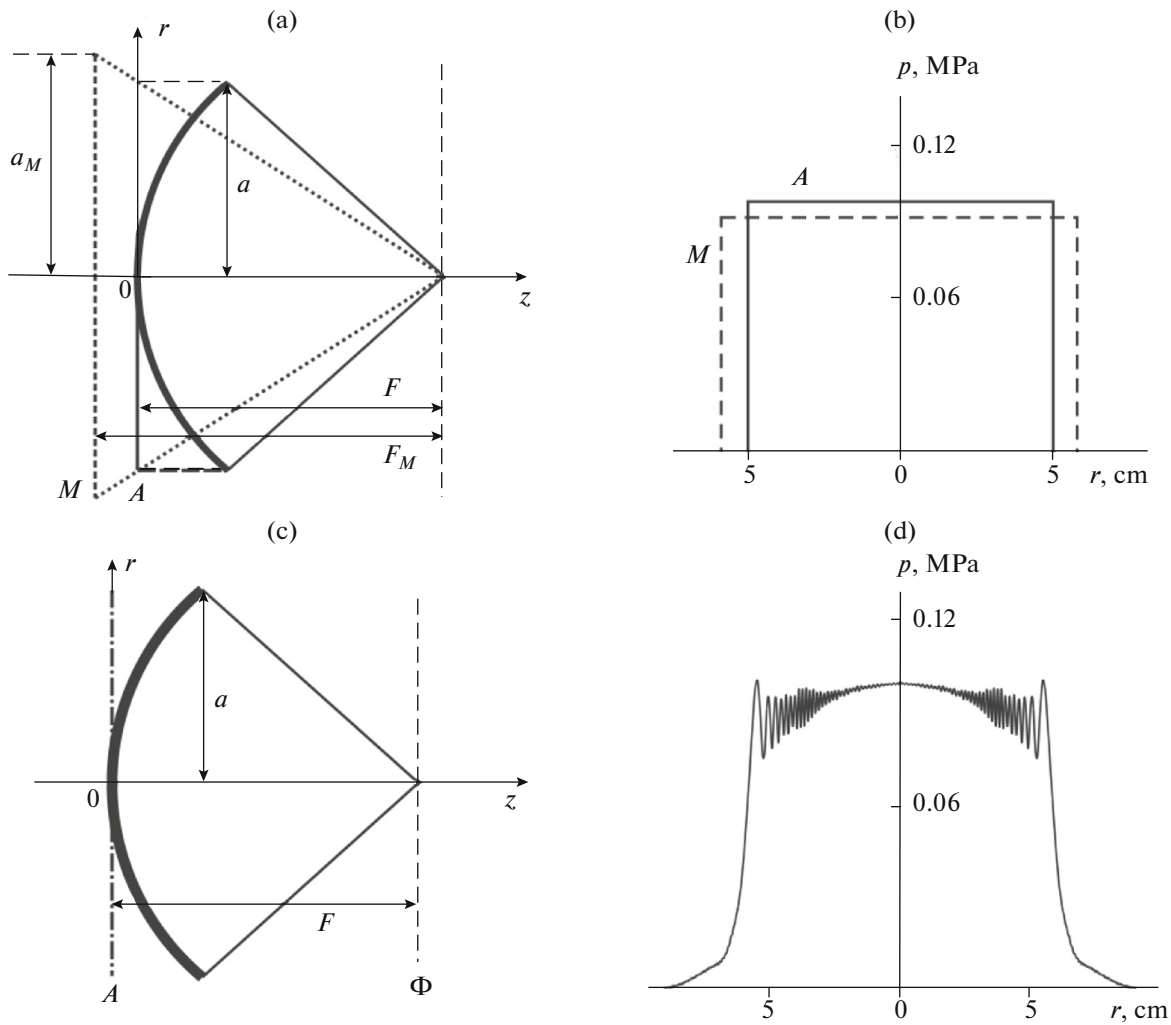 (a)
r
a_M
a
0
z
F
F_M
M A
(b)
p, MPa
0.12
A
M
0.06
5 0 5 r, cm
(c)
r
a
0
z
F
A Φ
(d)
p, MPa
0.12
0.06
5 0 5 r, cm